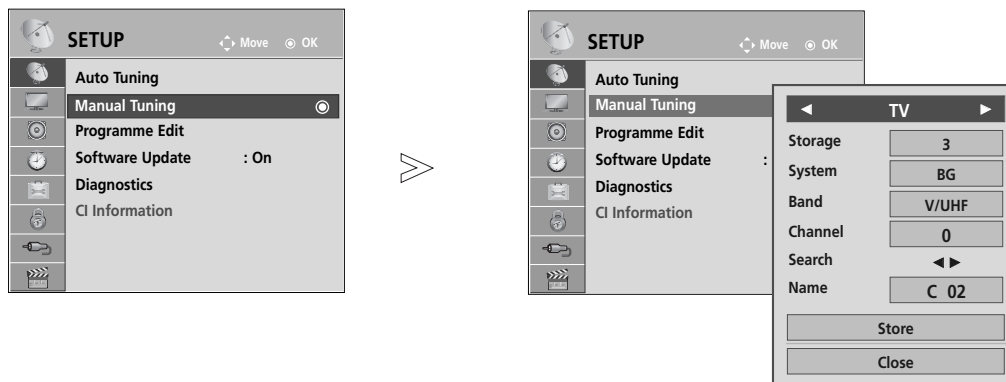 SETUP Move OK
Auto Tuning
Manual Tuning
Programme Edit
Software Update : On
Diagnostics
CI Information
SETUP Move OK
Auto Tuning
Manual Tuning
Programme Edit
Software Update :
Diagnostics
CI Information
◄ TV ►
Storage 3
System BG
Band V/UHF
Channel 0
Search ◄►
Name C 02
Store
Close